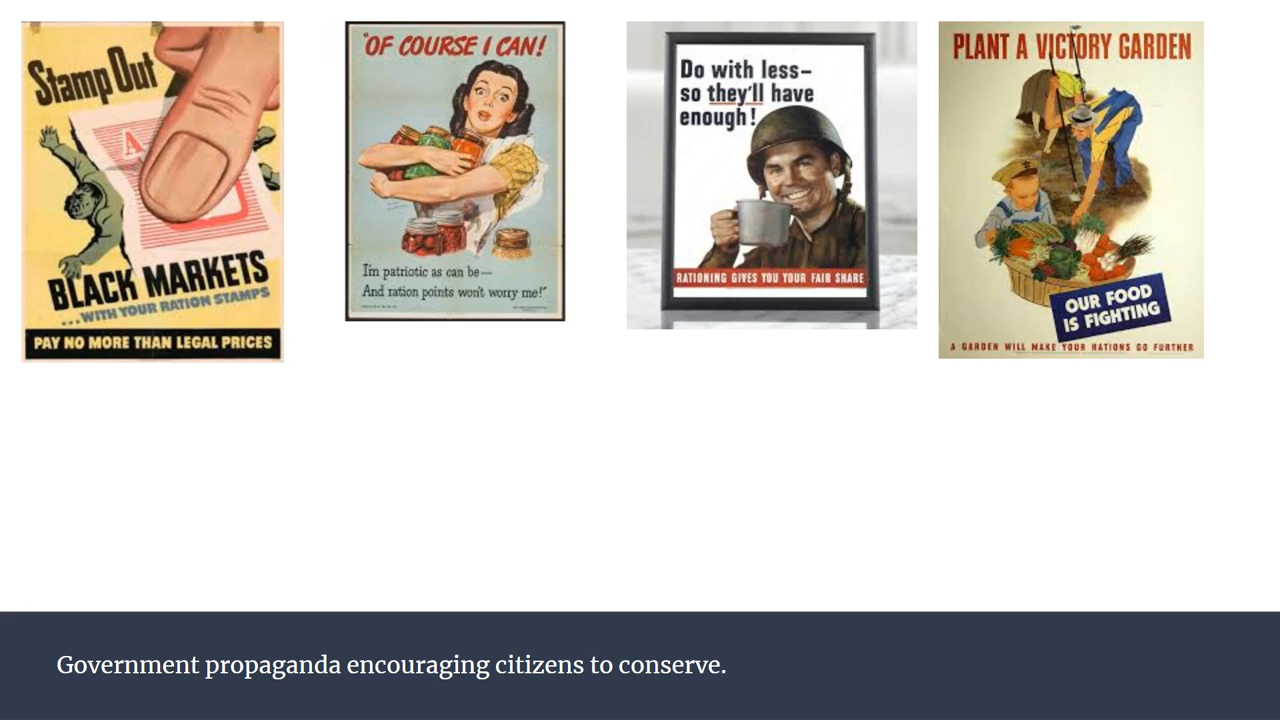 Stamp Out
A
BLACK MARKETS
...WITH YOUR RATION STAMPS
PAY NO MORE THAN LEGAL PRICES
"OF COURSE I CAN!
I'm patriotic as can be—
And ration points won't worry me!"
Do with less–
so they'll have
enough!
RATIONING GIVES YOU YOUR FAIR SHARE
PLANT A VICTORY GARDEN
OUR FOOD
IS FIGHTING
A GARDEN WILL MAKE YOUR RATIONS GO FURTHER
Government propaganda encouraging citizens to conserve.